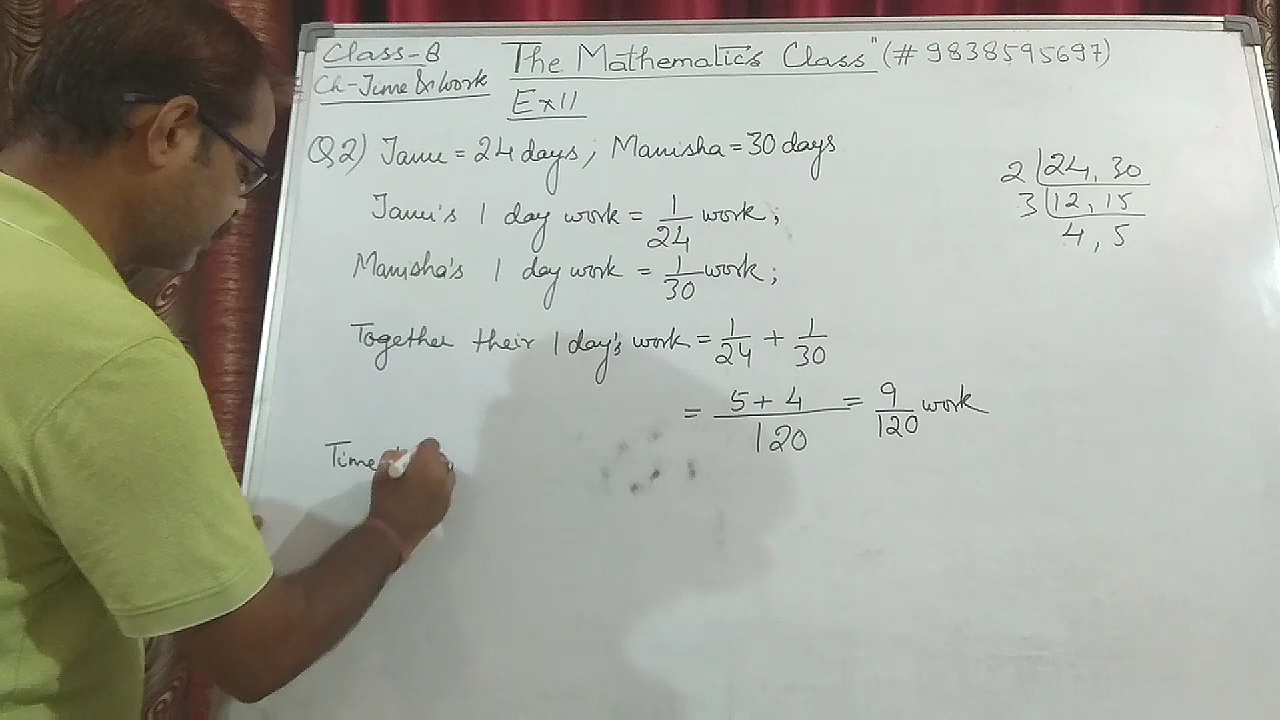 Class-8
Ch-Time & Work
"The Mathematics Class" (# 9838595697)
Ex 11
Q2) Tanu = 24 days; Manisha = 30 days
Tanu's 1 day work = 1/24 work;
Manisha's 1 day work = 1/30 work;
Together their 1 day's work = 1/24 + 1/30
= 5+4/120 = 9/120 work
Time
2 | 24, 30
3 | 12, 15
4, 5